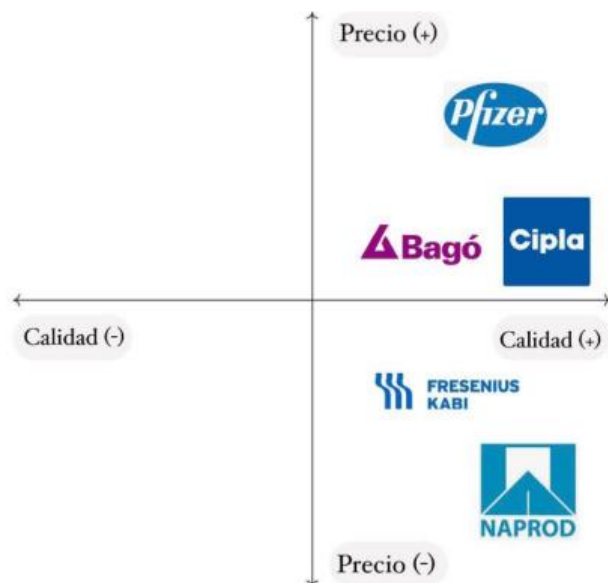 Precio (+)
Pfizer
Bagó
Cipla
Calidad (-)
Calidad (+)
FRESENIUS
KABI
NAPROD
Precio (-)